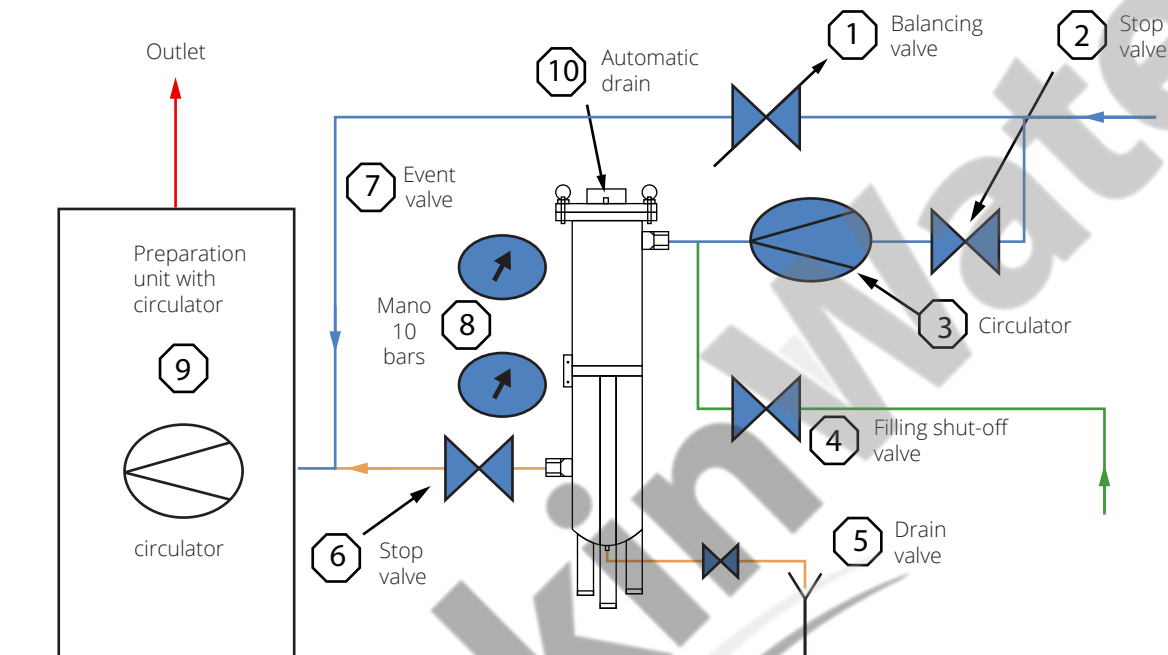 Outlet
10
Automatic
drain
1
Balancing
valve
2
Stop
valve
7
Event
valve
Preparation
unit with
circulator
9
circulator
Mano
10
bars
8
3
Circulator
4
Filling shut-off
valve
6
Stop
valve
5
Drain
valve
kinWate